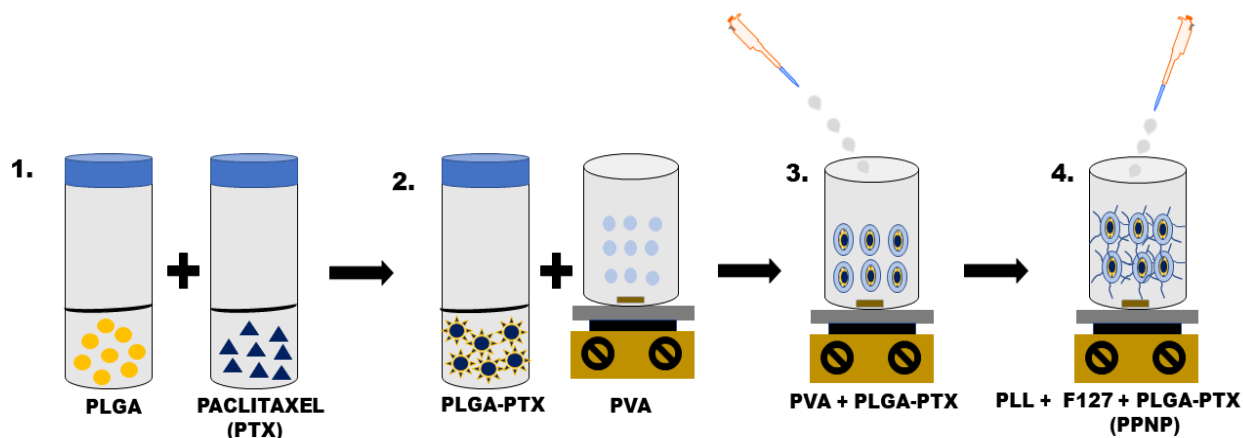 1.
2.
3.
4.
PLGA
PACLITAXEL
(PTX)
PLGA-PTX
PVA
PVA + PLGA-PTX
PLL + F127 + PLGA-PTX
(PPNP)